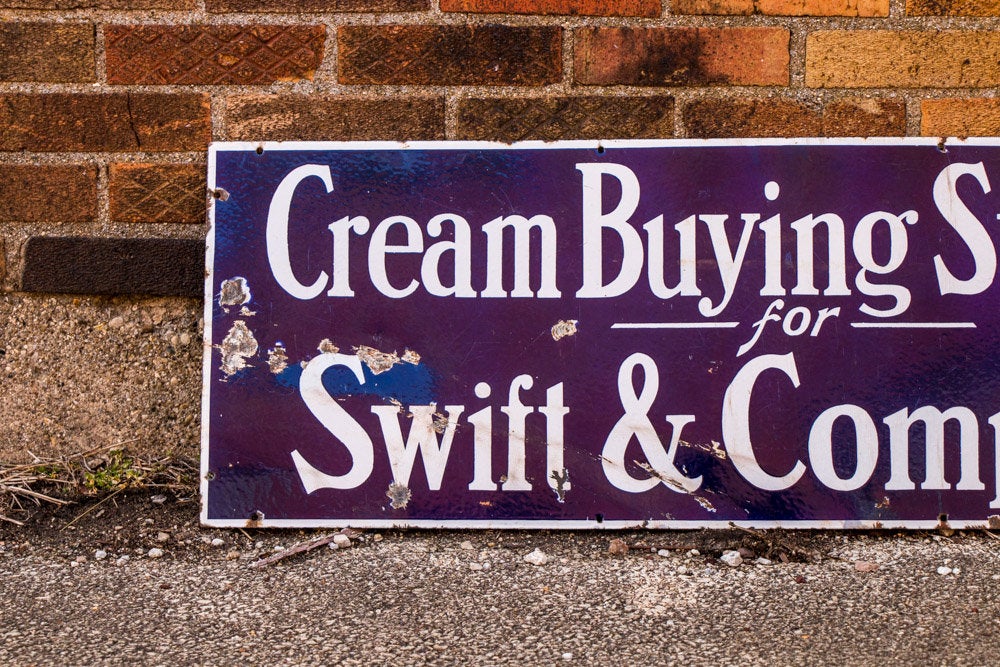 Cream Buying S
for
Swift & Comp